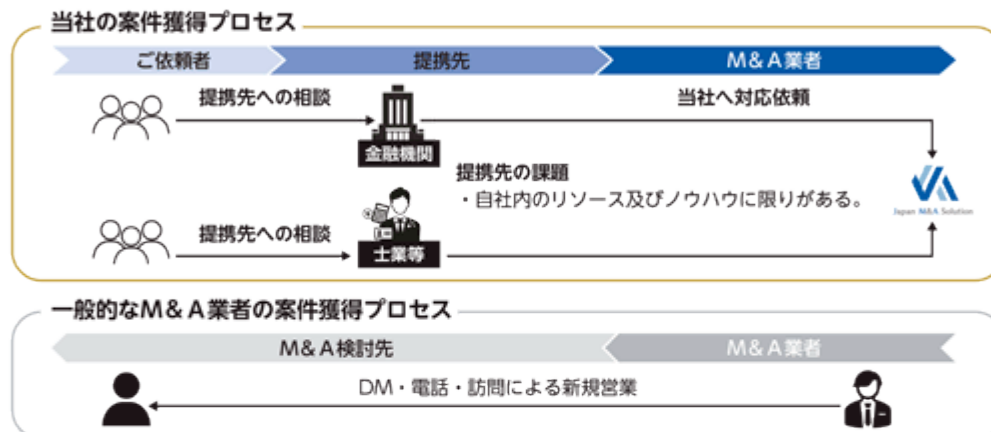 当社の案件獲得プロセス
ご依頼者
提携先
M&A業者
提携先への相談
当社へ対応依頼
金融機関
提携先の課題
・自社内のリソース及びノウハウに限りがある。
Japan M&A Solution
提携先への相談
士業等
一般的なM&A業者の案件獲得プロセス
M&A検討先
M&A業者
DM・電話・訪問による新規営業